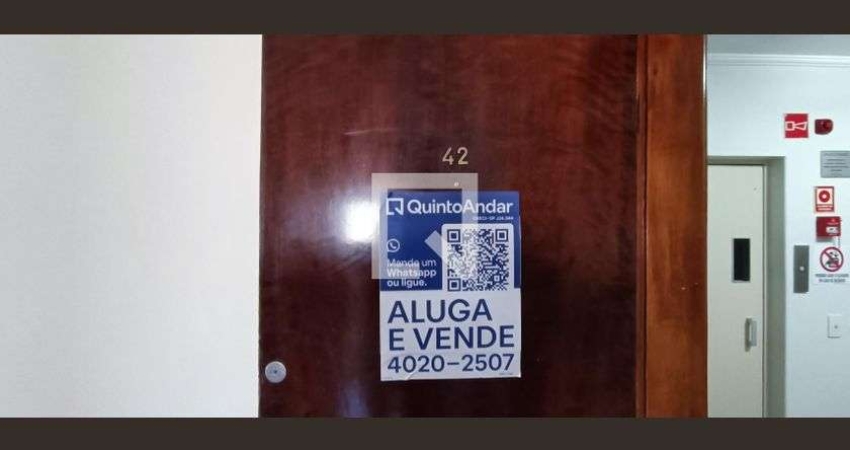 42
QuintoAndar
Mande um
Whatsapp
ou ligue.
ALUGA
E VENDE
4020-2507